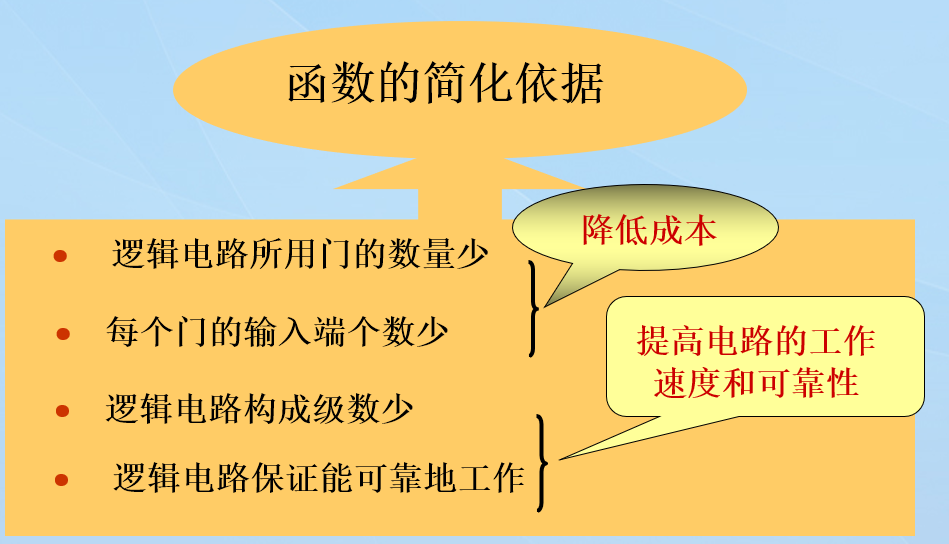 函数的简化依据
逻辑电路所用门的数量少
降低成本
每个门的输入端个数少
提高电路的工作
速度和可靠性
逻辑电路构成级数少
逻辑电路保证能可靠地工作